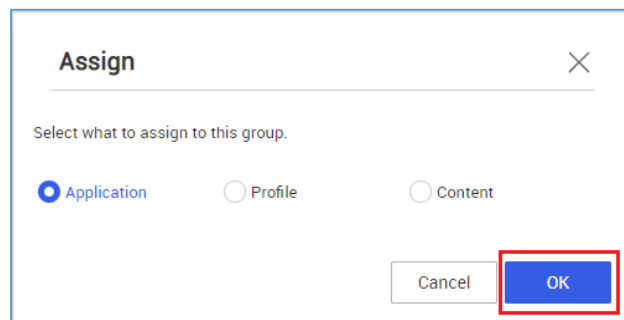 Assign
Select what to assign to this group.
Application Profile Content
Cancel OK